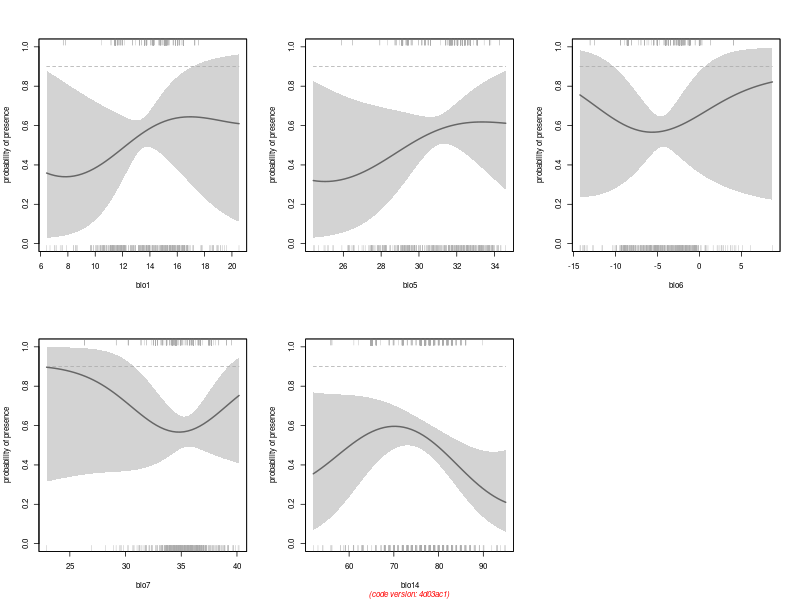 probability of presence
0.0 0.2 0.4 0.6 0.8 1.0
6 8 10 12 14 16 18 20
bio1
probability of presence
0.0 0.2 0.4 0.6 0.8 1.0
26 28 30 32 34
bio5
probability of presence
0.0 0.2 0.4 0.6 0.8 1.0
-15 -10 -5 0 5
bio6
probability of presence
0.0 0.2 0.4 0.6 0.8 1.0
25 30 35 40
bio7
probability of presence
0.0 0.2 0.4 0.6 0.8 1.0
60 70 80 90
bio14
(code version: 4d03ac1)